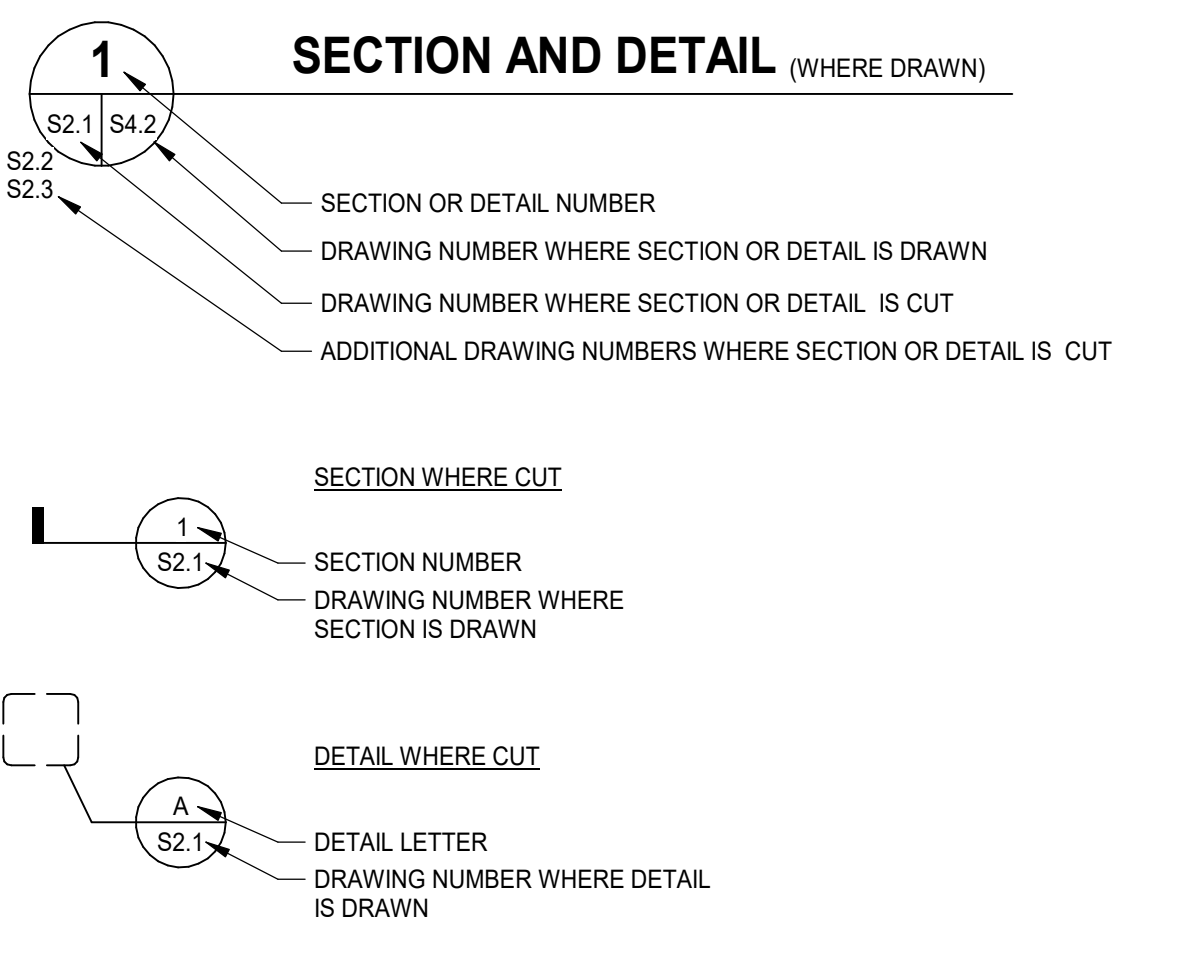 1
SECTION AND DETAIL (WHERE DRAWN)
S2.1 S4.2
S2.2
S2.3
SECTION OR DETAIL NUMBER
DRAWING NUMBER WHERE SECTION OR DETAIL IS DRAWN
DRAWING NUMBER WHERE SECTION OR DETAIL IS CUT
ADDITIONAL DRAWING NUMBERS WHERE SECTION OR DETAIL IS CUT
SECTION WHERE CUT
1
S2.1
SECTION NUMBER
DRAWING NUMBER WHERE
SECTION IS DRAWN
DETAIL WHERE CUT
A
S2.1
DETAIL LETTER
DRAWING NUMBER WHERE DETAIL
IS DRAWN